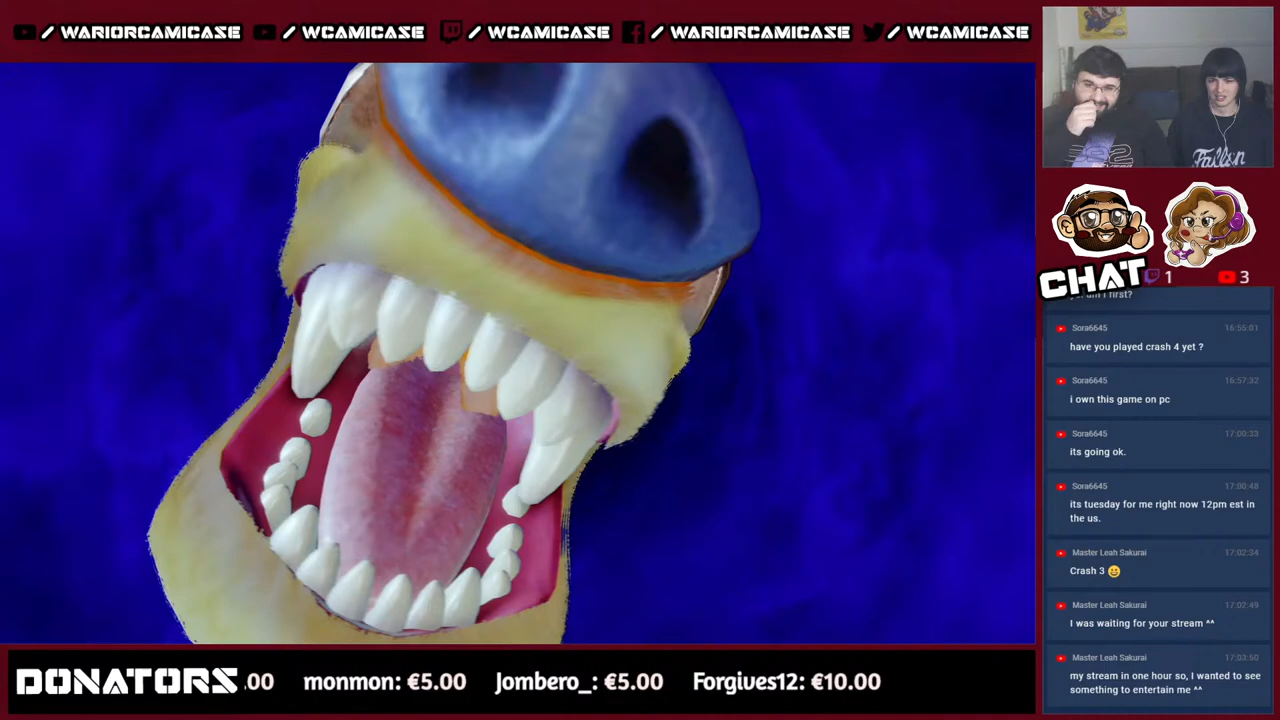 / WARIORCAMICASE / WCAMICASE / WCAMICASE / WARIORCAMICASE / WCAMICASE
Fallen
CHAT 1 3
first?
Sora6645 16:55:01
have you played crash 4 yet ?
Sora6645 16:57:32
i own this game on pc
Sora6645 17:00:33
its going ok.
Sora6645 17:00:48
its tuesday for me right now 12pm est in
the us.
Master Leah Sakurai 17:02:34
Crash 3 😀
Master Leah Sakurai 17:02:49
I was waiting for your stream ^^
Master Leah Sakurai 17:03:50
my stream in one hour so, I wanted to see
something to entertain me ^^
DONATORS .00 monmon: €5.00 Jombero_: €5.00 Forgives12: €10.00